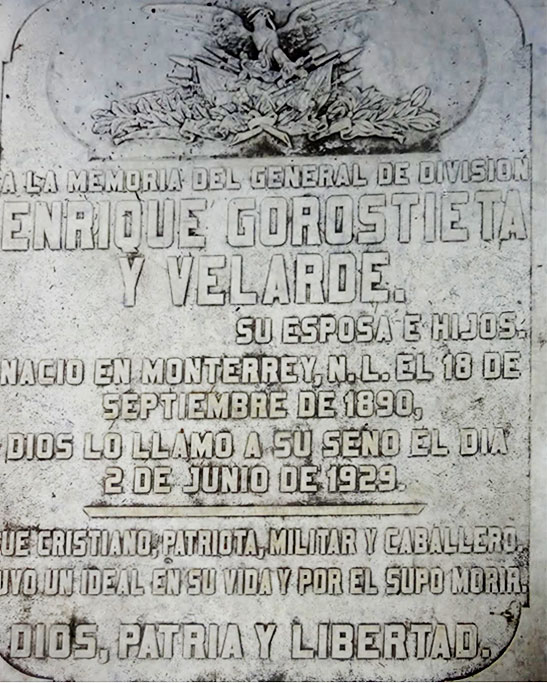 A LA MEMORIA DEL GENERAL DE DIVISION
ENRIQUE GOROSTIETA
Y VELARDE.
SU ESPOSA E HIJOS.
NACIO EN MONTERREY, N.L. EL 18 DE
SEPTIEMBRE DE 1890,
DIOS LO LLAMO A SU SENO EL DIA
2 DE JUNIO DE 1929.
UE CRISTIANO, PATRIOTA, MILITAR Y CABALLERO.
UVO UN IDEAL EN SU VIDA Y POR EL SUPO MORIR.
DIOS, PATRIA Y LIBERTAD.